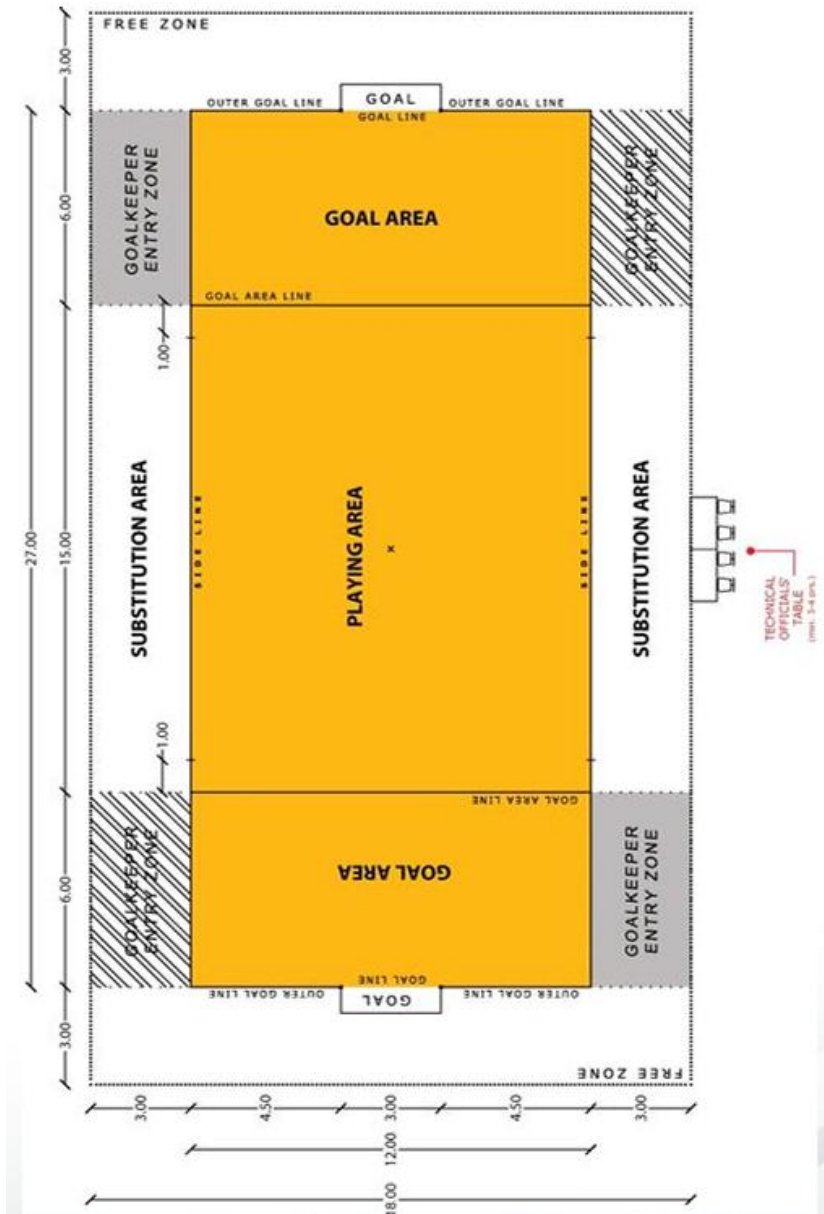 FREE ZONE
3.00
GOAL
OUTER GOAL LINE
OUTER GOAL LINE
GOAL LINE
GOALKEEPER
ENTRY ZONE
6.00
GOAL AREA
GOALKEEPER
ENTRY ZONE
GOAL AREA LINE
1.00
27.00
15.00
SUBSTITUTION AREA
SIDE LINE
PLAYING AREA
x
SIDE LINE
SUBSTITUTION AREA
TECHNICAL
OFFICIALS'
TABLE
1.00
GOAL AREA LINE
GOALKEEPER
ENTRY ZONE
6.00
GOAL AREA
GOALKEEPER
ENTRY ZONE
GOAL LINE
OUTER GOAL LINE
GOAL
OUTER GOAL LINE
3.00
FREE ZONE
3.00
4.50
3.00
4.50
3.00
12.00
18.00